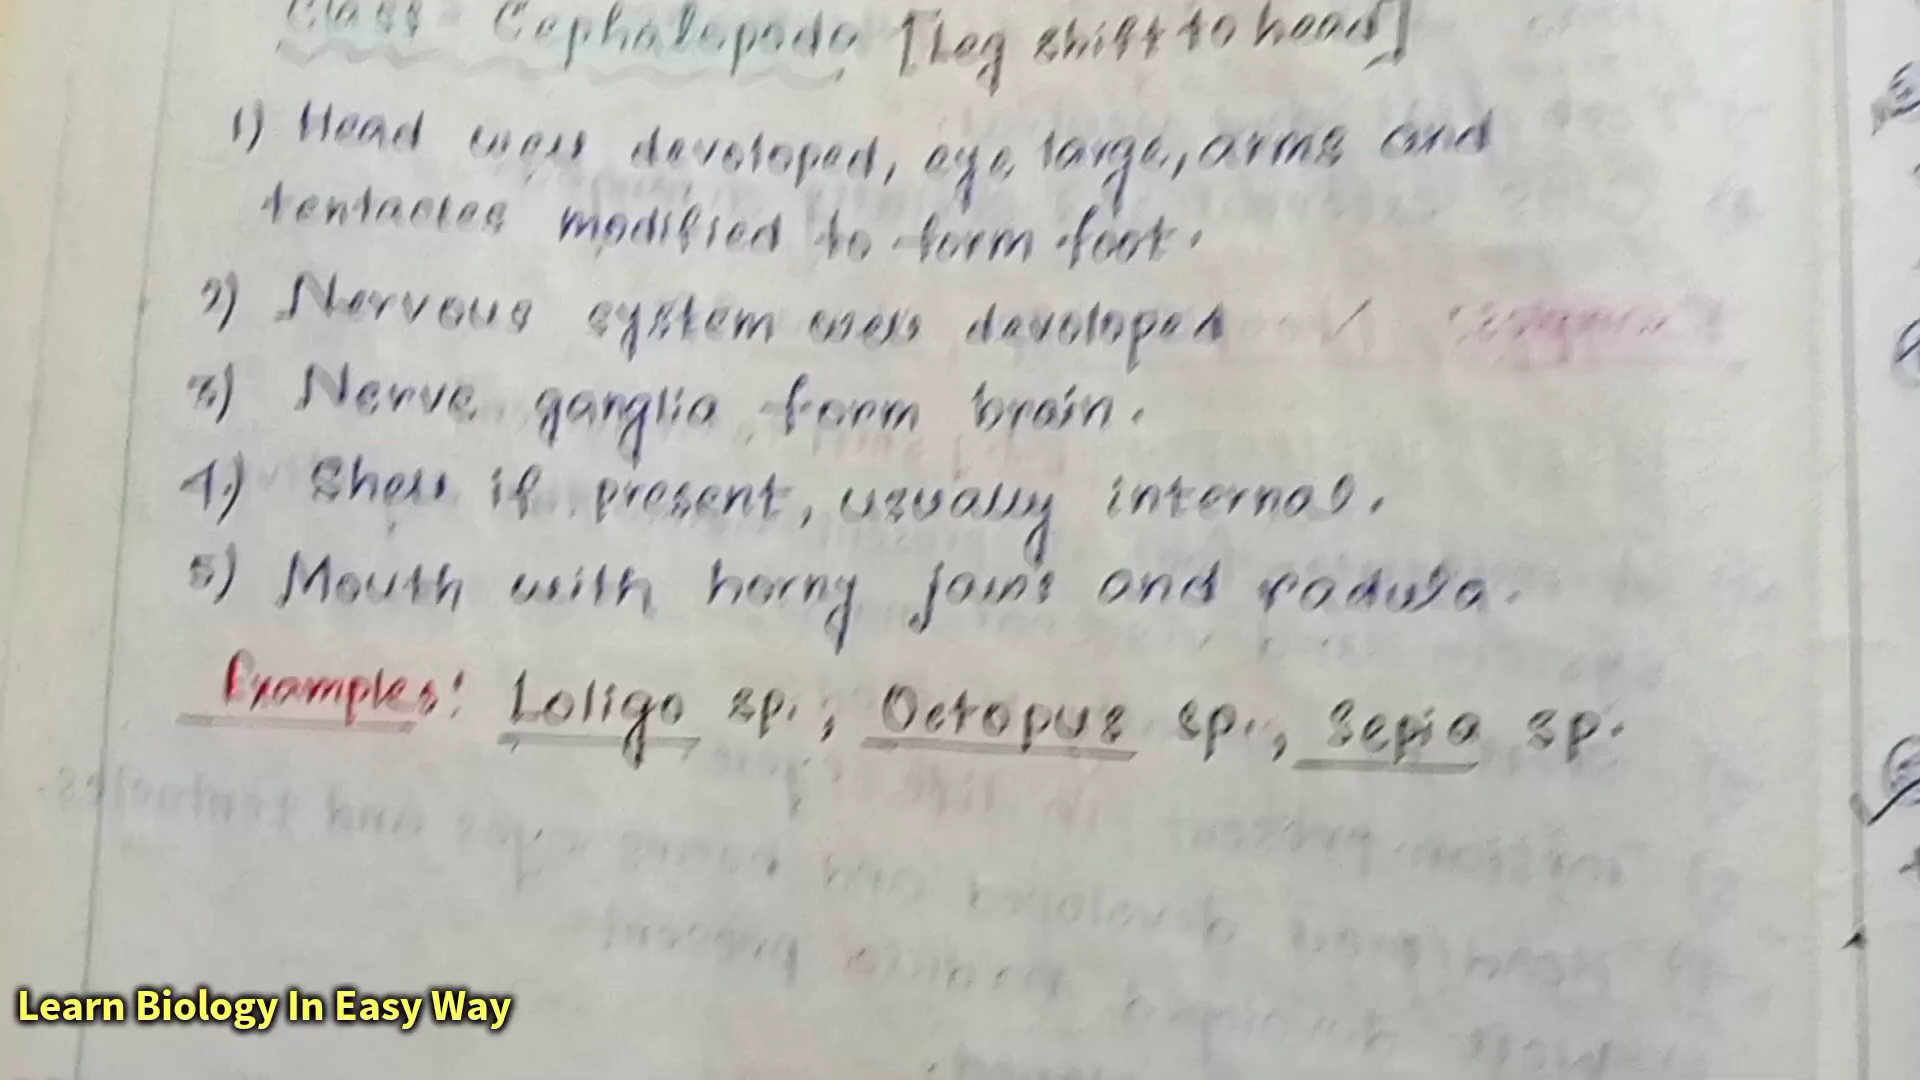 Class - Cephalopoda [Leg shift to head]
1) Head well developed, eye large, arms and
tentacles modified to form foot.
2) Nervous system well developed
3) Nerve ganglia form brain.
4) Shell if present, usually internal.
5) Mouth with horny jaws and radula.
Examples: Loligo sp., Octopus sp., Sepia sp.
Learn Biology In Easy Way